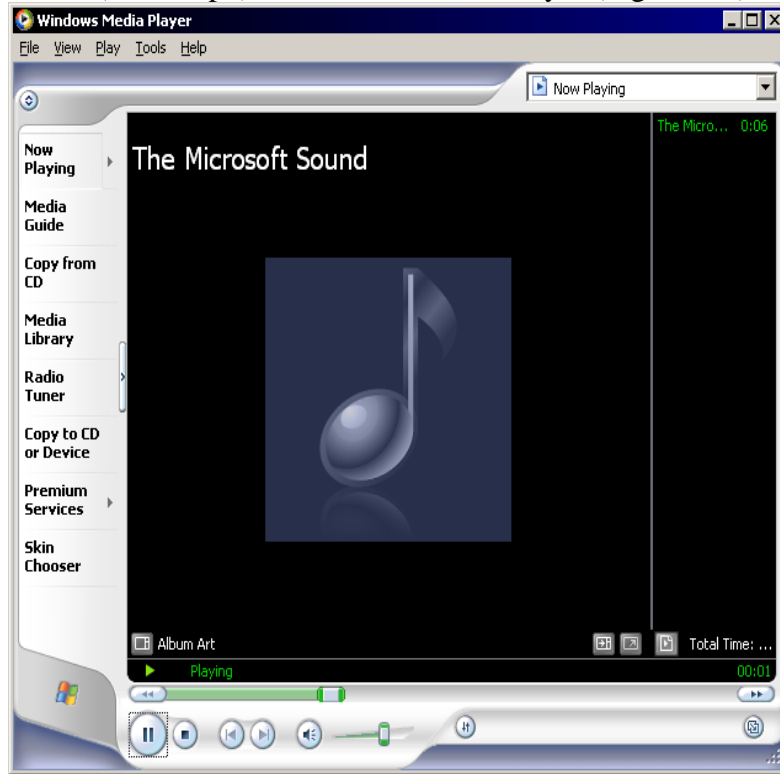 Windows Media Player
File View Play Tools Help
Now Playing
Now
Playing
Media
Guide
Copy from
CD
Media
Library
Radio
Tuner
Copy to CD
or Device
Premium
Services
Skin
Chooser
The Microsoft Sound
The Micro... 0:06
Album Art
Total Time: ...
Playing 00:01